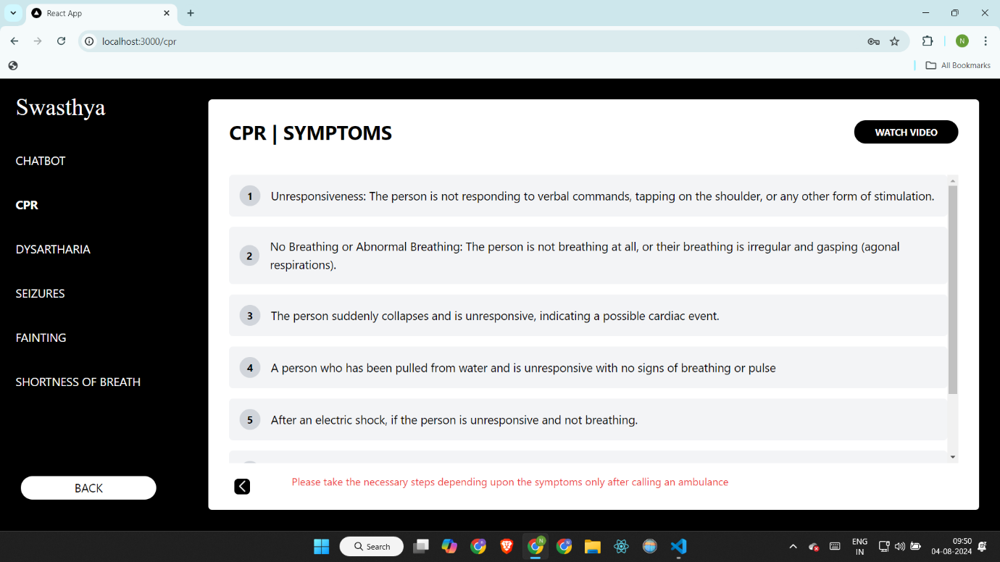 React App
localhost:3000/cpr
N
All Bookmarks
Swasthya
CHATBOT
CPR
DYSARTHARIA
SEIZURES
FAINTING
SHORTNESS OF BREATH
BACK
CPR | SYMPTOMS
WATCH VIDEO
1 Unresponsiveness: The person is not responding to verbal commands, tapping on the shoulder, or any other form of stimulation.
2 No Breathing or Abnormal Breathing: The person is not breathing at all, or their breathing is irregular and gasping (agonal
respirations).
3 The person suddenly collapses and is unresponsive, indicating a possible cardiac event.
4 A person who has been pulled from water and is unresponsive with no signs of breathing or pulse
5 After an electric shock, if the person is unresponsive and not breathing.
Please take the necessary steps depending upon the symptoms only after calling an ambulance
Search
ENG
IN
09:50
04-08-2024